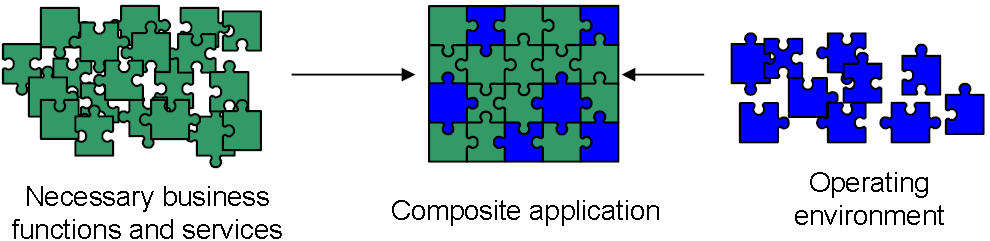 Necessary business
functions and services
Composite application
Operating
environment